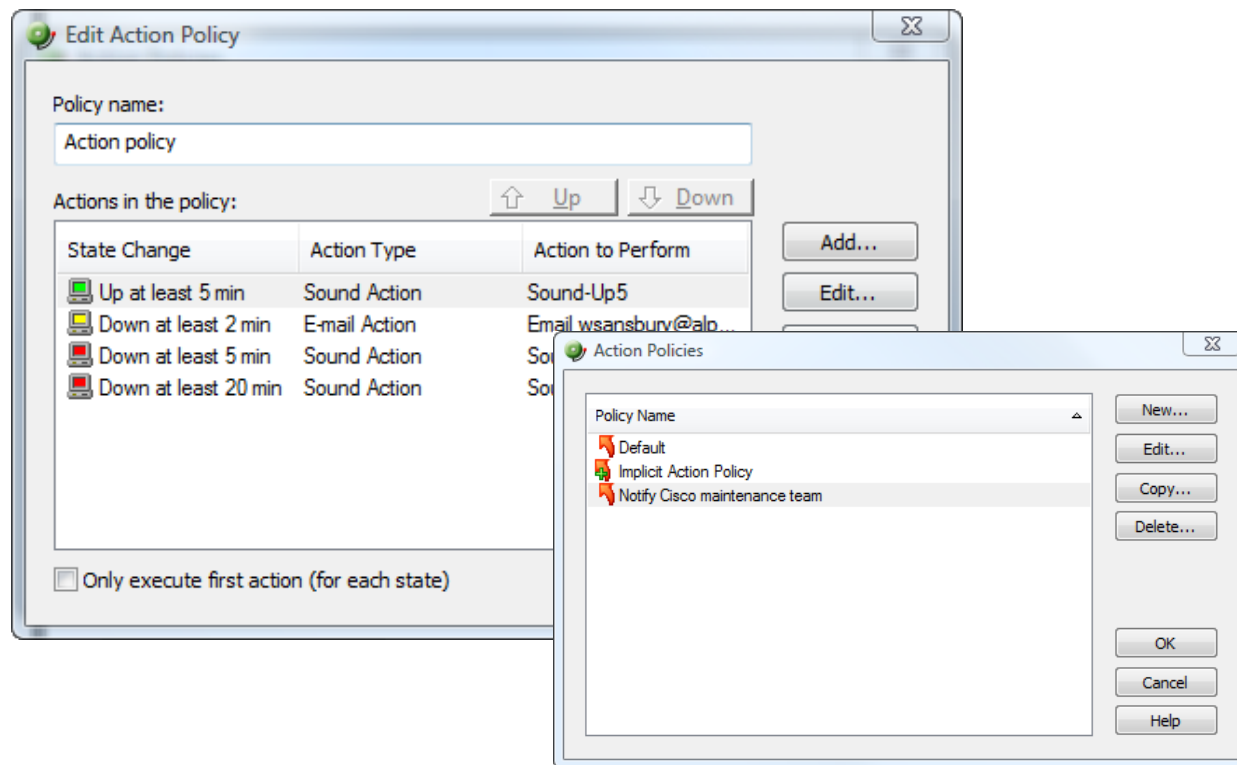 Edit Action Policy
Policy name:
Action policy
Actions in the policy:
Up
Down
State Change Action Type Action to Perform
Up at least 5 min Sound Action Sound-Up5
Down at least 2 min E-mail Action Email wsansbury@alp...
Down at least 5 min Sound Action
Down at least 20 min Sound Action
Add...
Edit...
Only execute first action (for each state)
Action Policies
Policy Name
Default
Implicit Action Policy
Notify Cisco maintenance team
New...
Edit...
Copy...
Delete...
OK
Cancel
Help